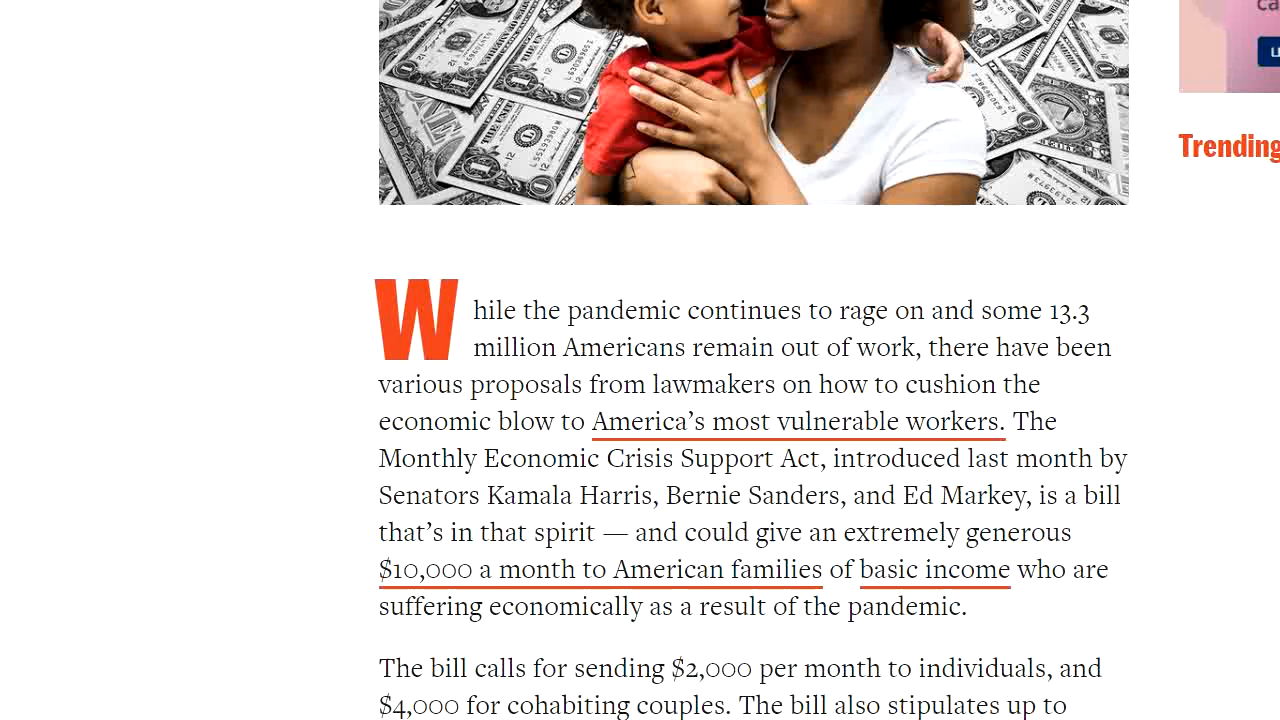 Trending
While the pandemic continues to rage on and some 13.3
million Americans remain out of work, there have been
various proposals from lawmakers on how to cushion the
economic blow to America’s most vulnerable workers. The
Monthly Economic Crisis Support Act, introduced last month by
Senators Kamala Harris, Bernie Sanders, and Ed Markey, is a bill
that’s in that spirit — and could give an extremely generous
$10,000 a month to American families of basic income who are
suffering economically as a result of the pandemic.
The bill calls for sending $2,000 per month to individuals, and
$4,000 for cohabiting couples. The bill also stipulates up to